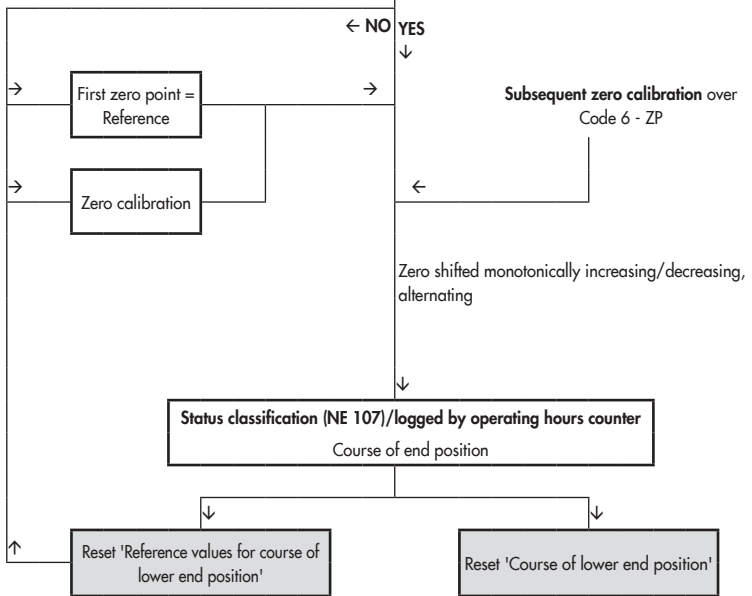 ← NO YES
↓
→
First zero point =
Reference
→
Subsequent zero calibration over
Code 6 - ZP
→
Zero calibration
←
Zero shifted monotonically increasing/decreasing,
alternating
↓
Status classification (NE 107)/logged by operating hours counter
Course of end position
↓
↓
↑
Reset 'Reference values for course of
lower end position'
Reset 'Course of lower end position'